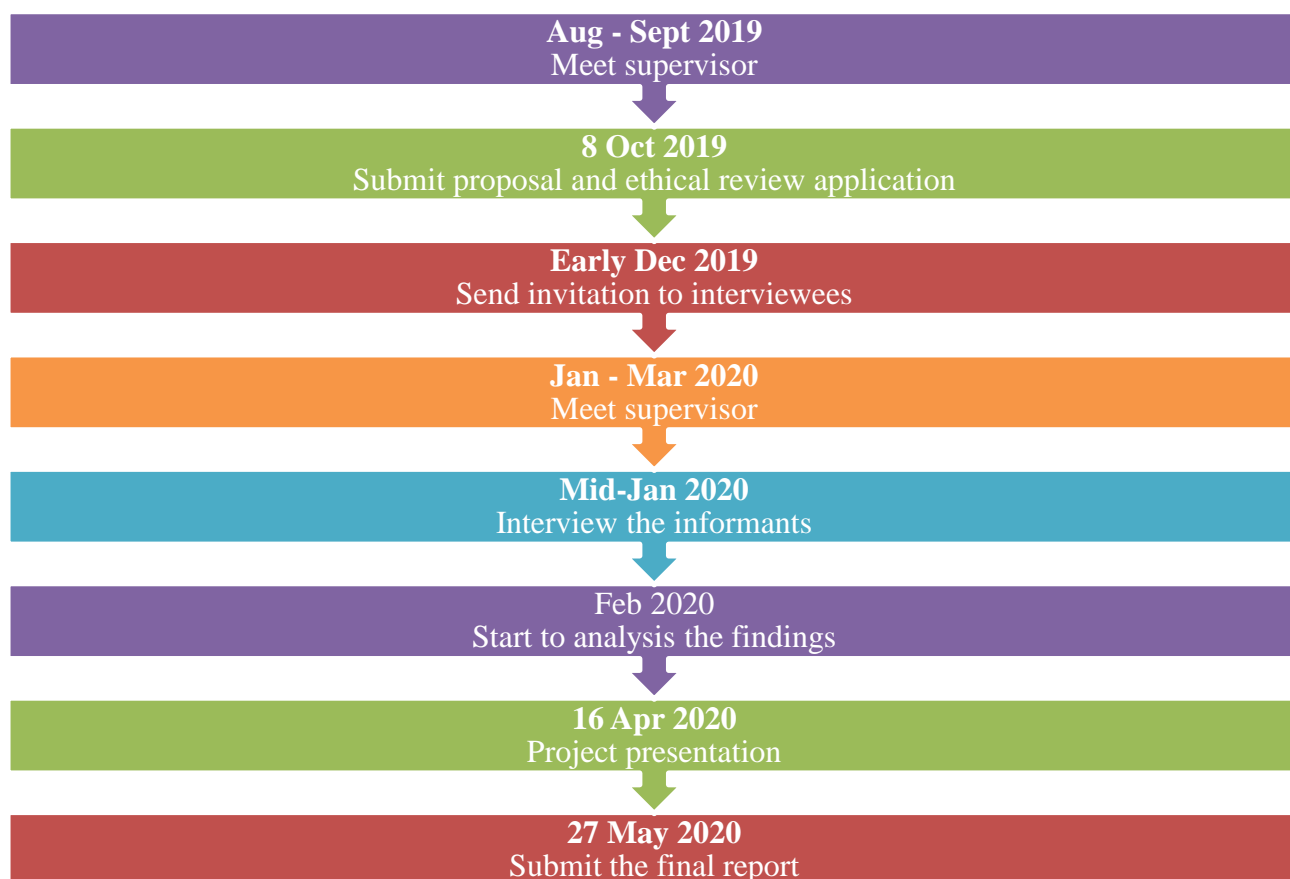 Aug - Sept 2019
Meet supervisor
8 Oct 2019
Submit proposal and ethical review application
Early Dec 2019
Send invitation to interviewees
Jan - Mar 2020
Meet supervisor
Mid-Jan 2020
Interview the informants
Feb 2020
Start to analysis the findings
16 Apr 2020
Project presentation
27 May 2020
Submit the final report